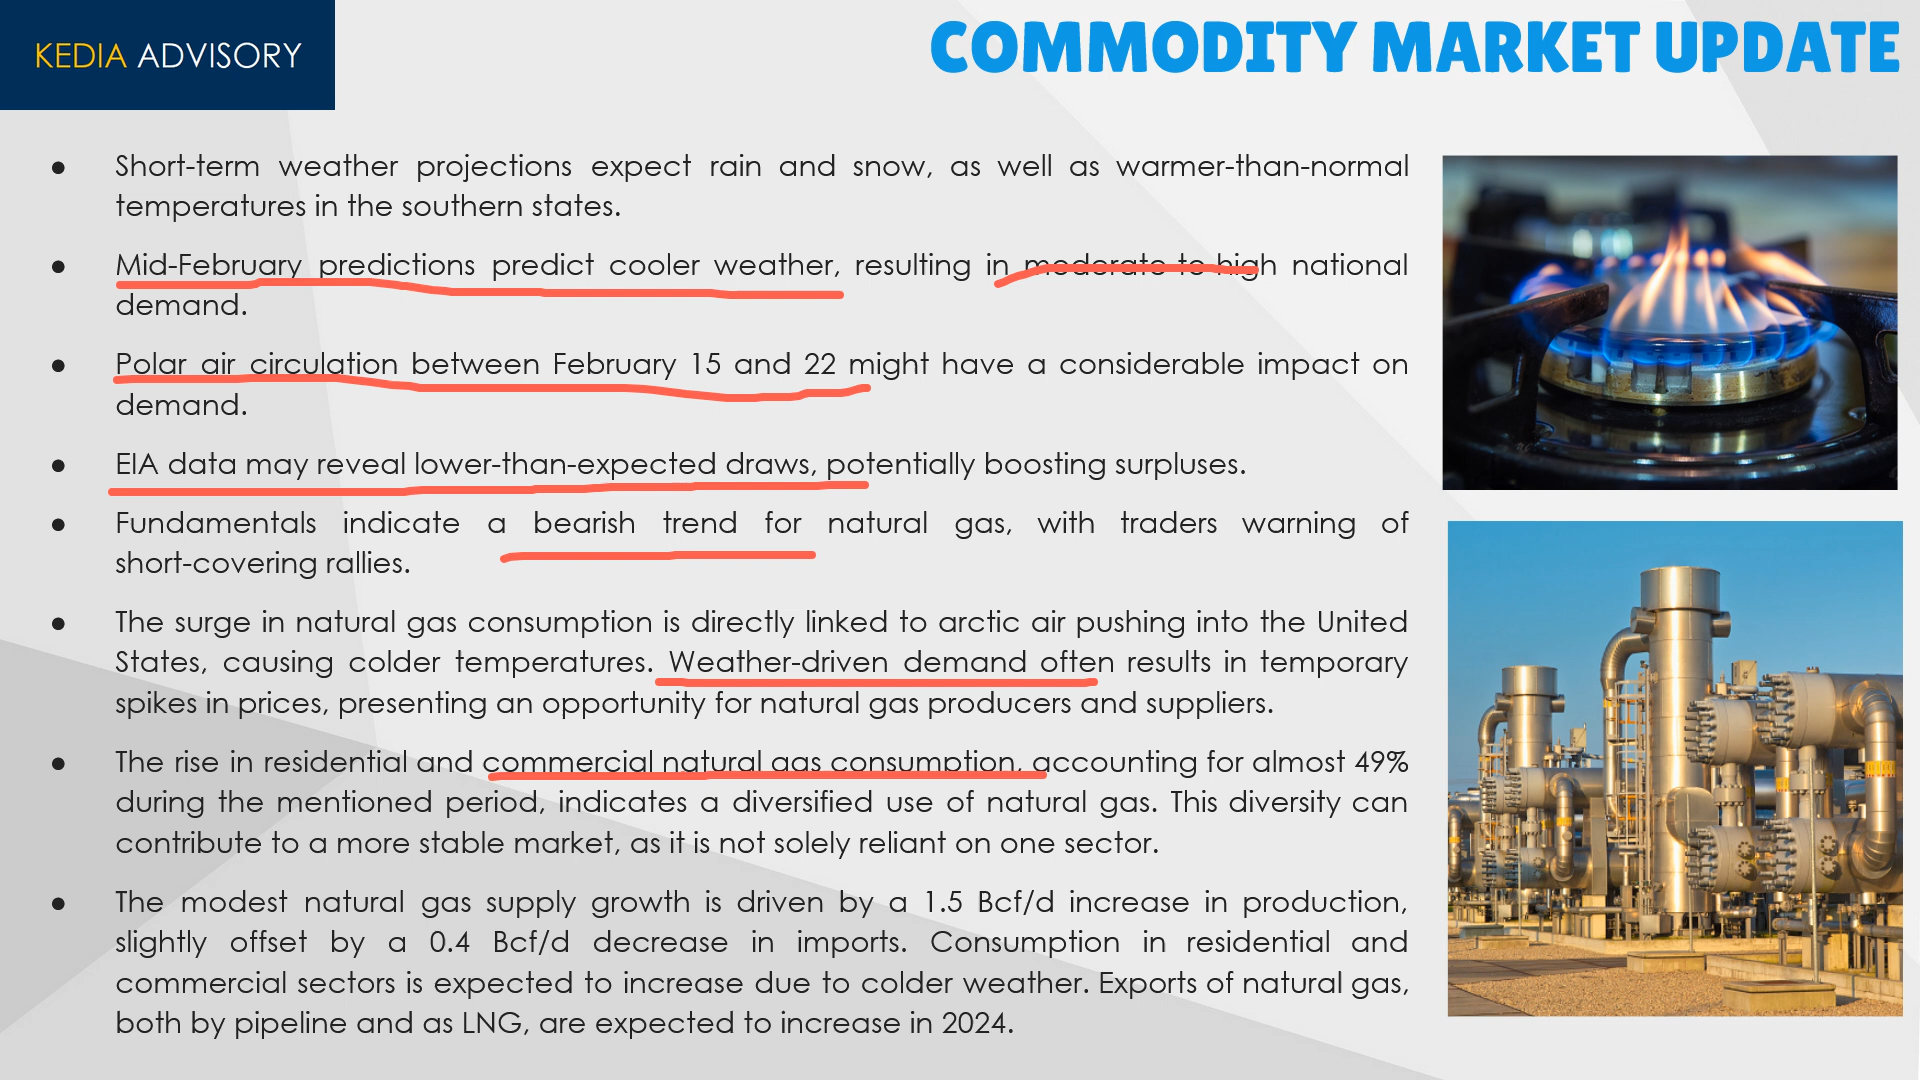 KEDIA ADVISORY
COMMODITY MARKET UPDATE
● Short-term weather projections expect rain and snow, as well as warmer-than-normal
temperatures in the southern states.
● Mid-February predictions predict cooler weather, resulting in moderate to high national
demand.
● Polar air circulation between February 15 and 22 might have a considerable impact on
demand.
● EIA data may reveal lower-than-expected draws, potentially boosting surpluses.
● Fundamentals indicate a bearish trend for natural gas, with traders warning of
short-covering rallies.
● The surge in natural gas consumption is directly linked to arctic air pushing into the United
States, causing colder temperatures. Weather-driven demand often results in temporary
spikes in prices, presenting an opportunity for natural gas producers and suppliers.
● The rise in residential and commercial natural gas consumption, accounting for almost 49%
during the mentioned period, indicates a diversified use of natural gas. This diversity can
contribute to a more stable market, as it is not solely reliant on one sector.
● The modest natural gas supply growth is driven by a 1.5 Bcf/d increase in production,
slightly offset by a 0.4 Bcf/d decrease in imports. Consumption in residential and
commercial sectors is expected to increase due to colder weather. Exports of natural gas,
both by pipeline and as LNG, are expected to increase in 2024.